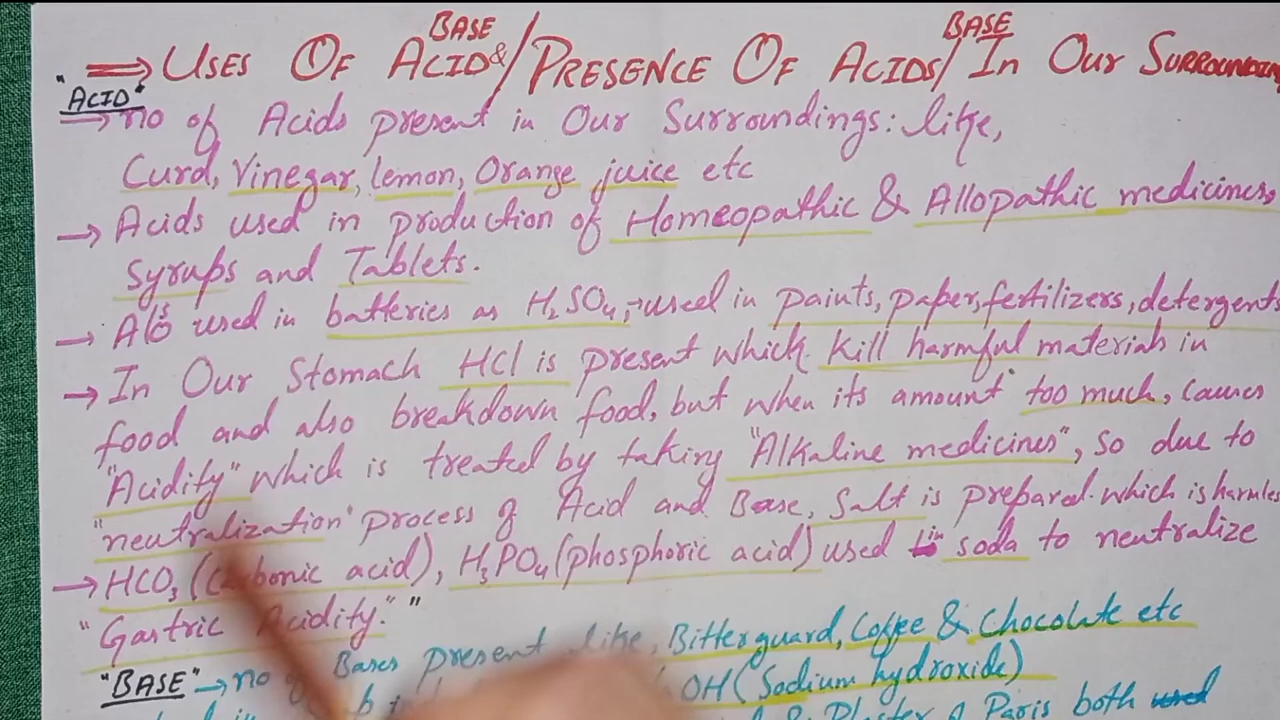 ⇒ USES OF ACID & BASE / PRESENCE OF ACIDS / BASE In Our SURROUNDIN
"ACID"
→ no of Acids present in Our Surroundings: like,
Curd, Vinegar, lemon, Orange juice etc
→ Acids used in production of Homeopathic & Allopathic medicines,
Syrups and Tablets.
→ Also used in batteries as H₂SO₄, → used in paints, paper, fertilizers, detergents
→ In Our Stomach HCl is present which kill harmful materials in
food and also breakdown food, but when its amount too much, causes
"Acidity" which is treated by taking "Alkaline medicines", So due to
"neutralization" process of Acid and Base, Salt is prepared which is harmles
→ HCO₃ (Carbonic acid), H₃PO₄ (phosphoric acid) used in soda to neutralize
"Gastric Acidity." "
"BASE" → no of Bases present like, Bitterguard, Coffee & Chocolate etc
OH (Sodium hydroxide)
Plaster of Paris both used